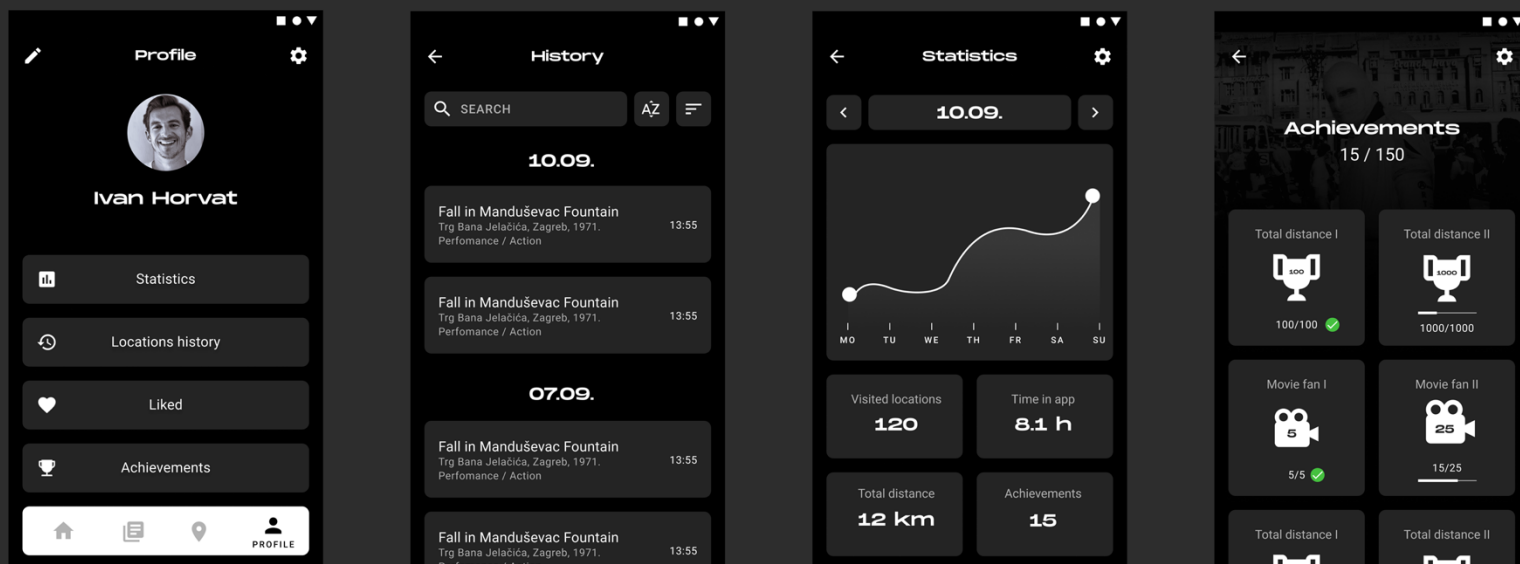 Profile
Ivan Horvat
Statistics
Locations history
Liked
Achievements
PROFILE
History
SEARCH
AZ
10.09.
Fall in Manduševac Fountain
Trg Bana Jelačića, Zagreb, 1971.
Perfomance / Action
13:55
Fall in Manduševac Fountain
Trg Bana Jelačića, Zagreb, 1971.
Perfomance / Action
13:55
07.09.
Fall in Manduševac Fountain
Trg Bana Jelačića, Zagreb, 1971.
Perfomance / Action
13:55
Fall in Manduševac Fountain
Trg Bana Jelačića, Zagreb, 1971.
13:55
Statistics
10.09.
MO TU WE TH FR SA SU
Visited locations
120
Time in app
8.1 h
Total distance
12 km
Achievements
15
Achievements
15 / 150
Total distance I
100
100/100
Total distance II
1000
1000/1000
Movie fan I
5
5/5
Movie fan II
25
15/25
Total distance I
Total distance II